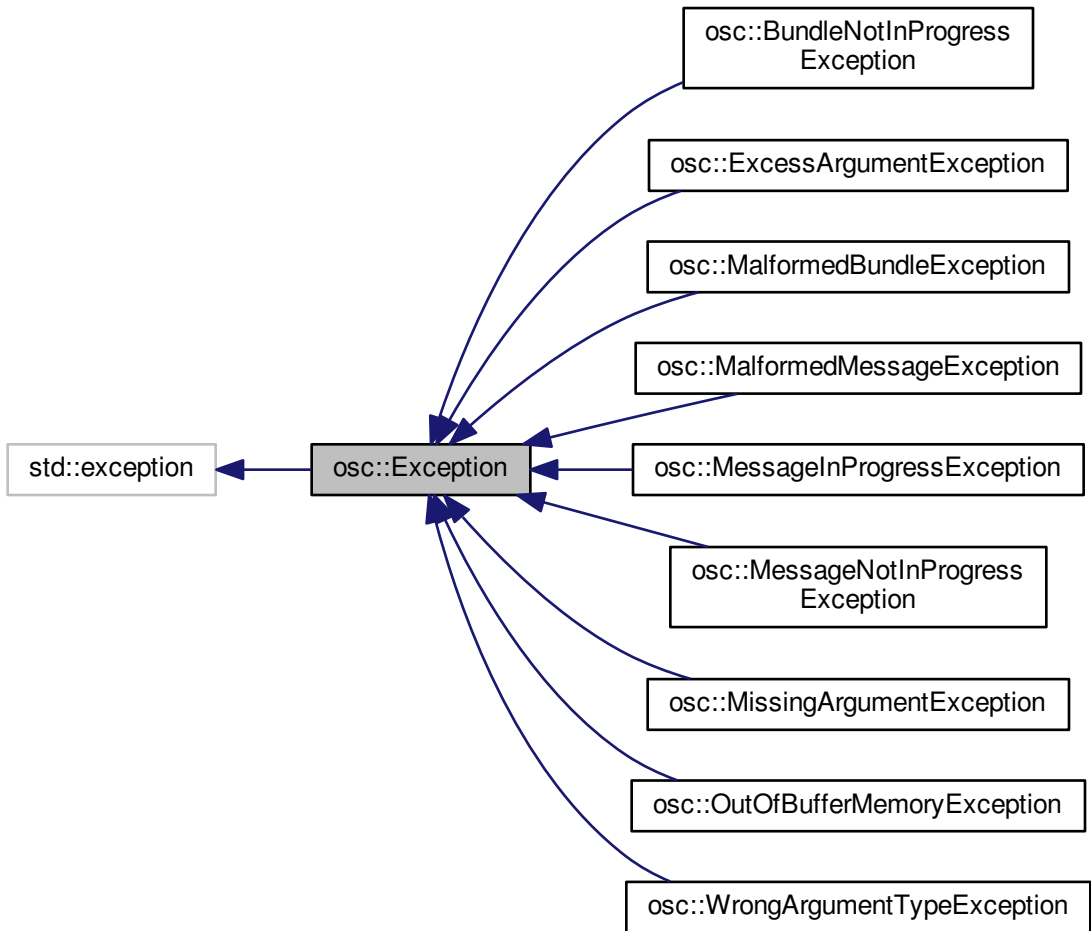 osc::BundleNotInProgress
Exception
osc::ExcessArgumentException
osc::MalformedBundleException
osc::MalformedMessageException
std::exception
osc::Exception
osc::MessageInProgressException
osc::MessageNotInProgress
Exception
osc::MissingArgumentException
osc::OutOfBufferMemoryException
osc::WrongArgumentTypeException